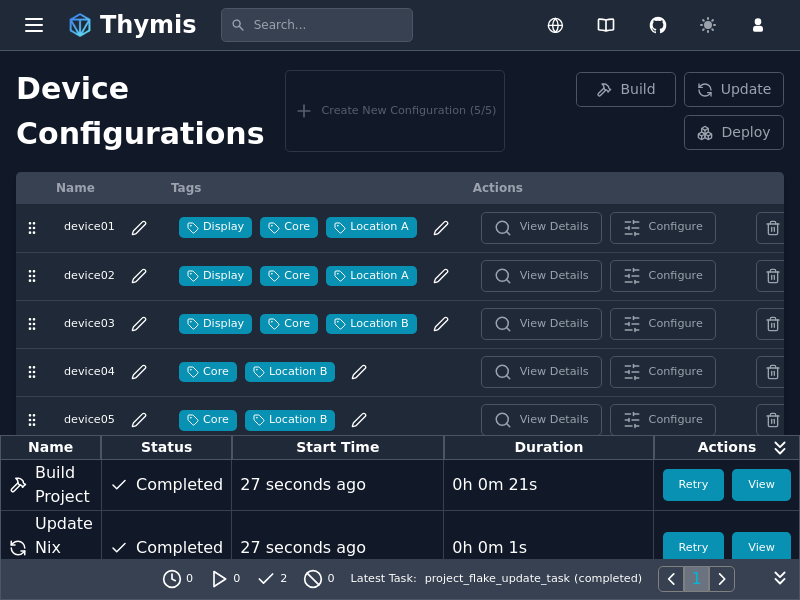 Thymis
Search...
Device
Configurations
Create New Configuration (5/5)
Build
Update
Deploy
Name Tags Actions
device01 Display Core Location A View Details Configure
device02 Display Core Location A View Details Configure
device03 Display Core Location B View Details Configure
device04 Core Location B View Details Configure
device05 Core Location B View Details Configure
Name Status Start Time Duration Actions
Build
Project Completed 27 seconds ago 0h 0m 21s Retry View
Update
Nix Completed 27 seconds ago 0h 0m 1s Retry View
0 0 2 0 Latest Task: project_flake_update_task (completed) 1